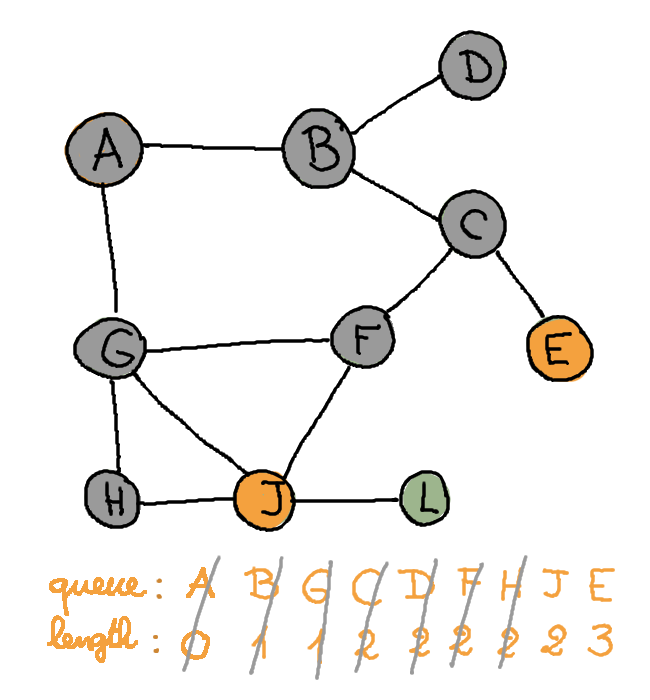 D
A B
C
G F E
H J L
queue: A B G C D F H J E
length: 0 1 1 2 2 2 2 2 3